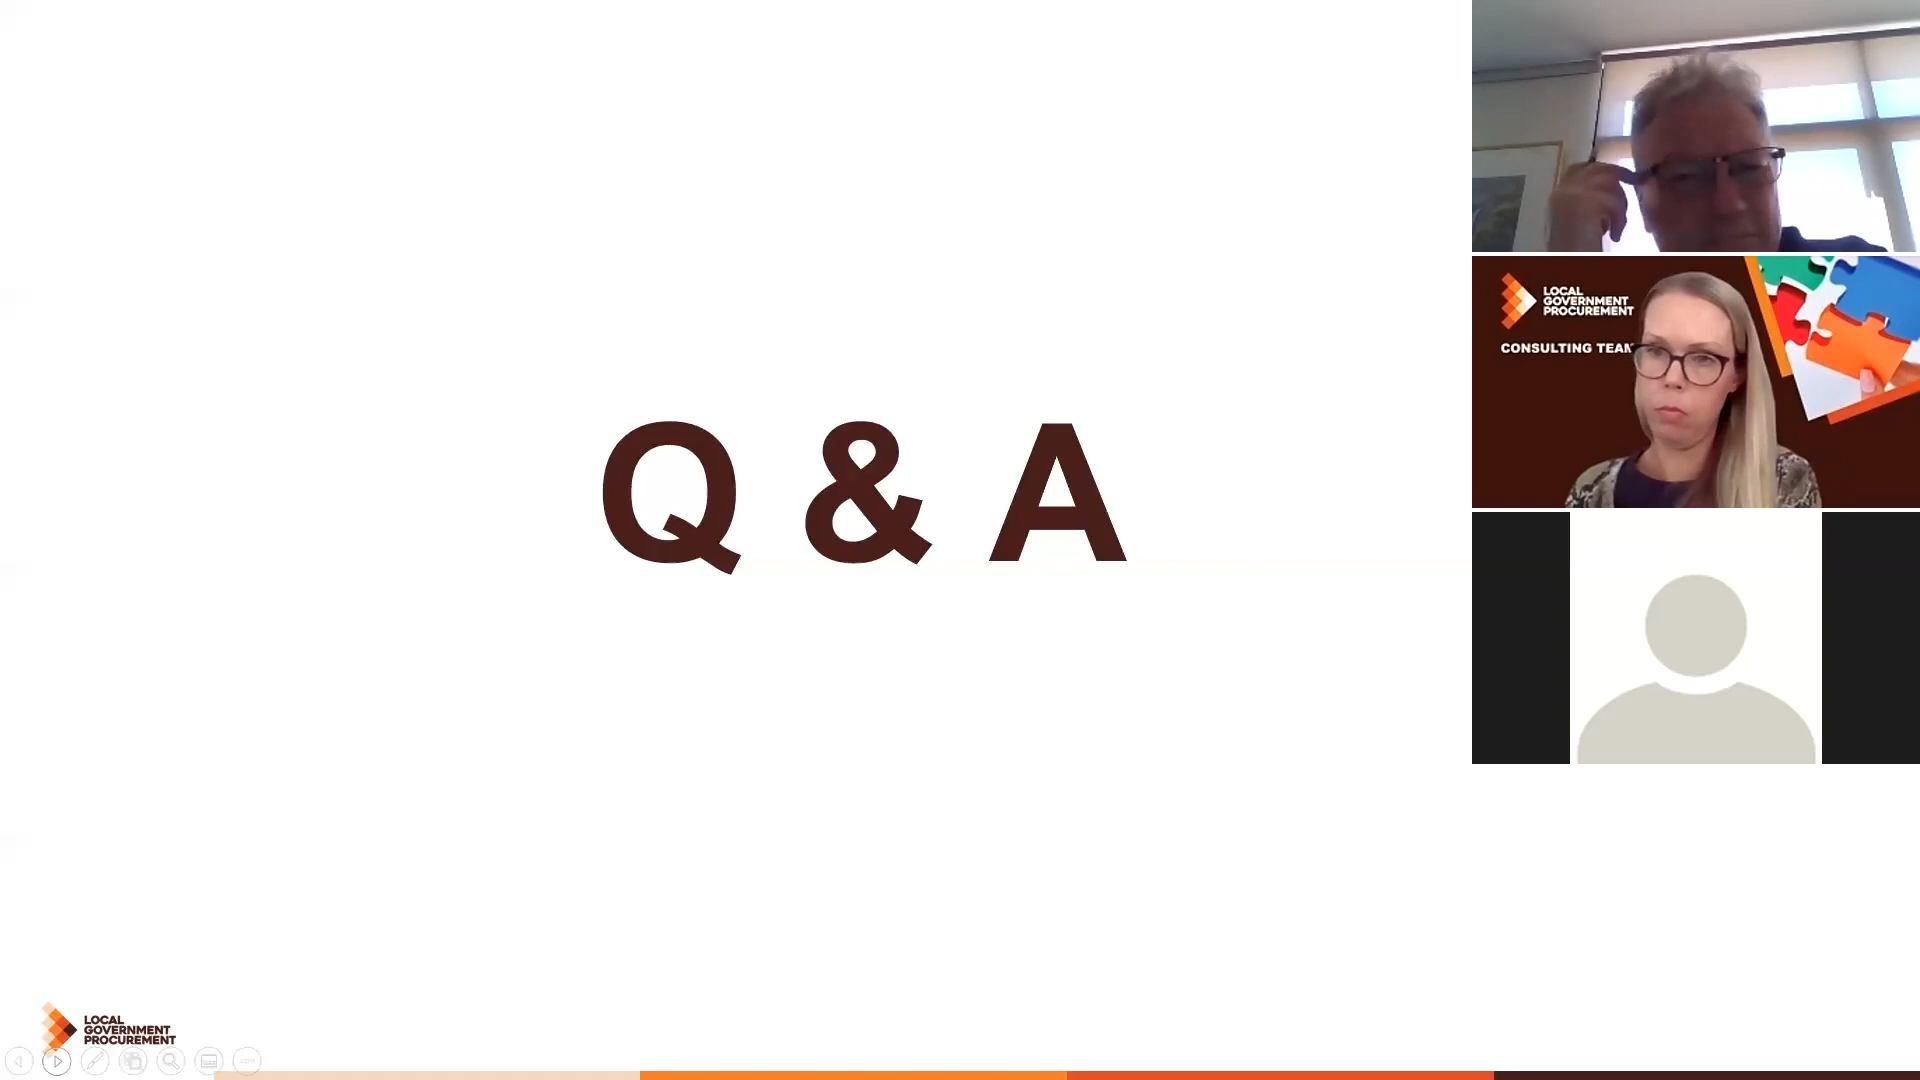 Q & A
LOCAL
GOVERNMENT
PROCUREMENT
CONSULTING TEAM
LOCAL
GOVERNMENT
PROCUREMENT